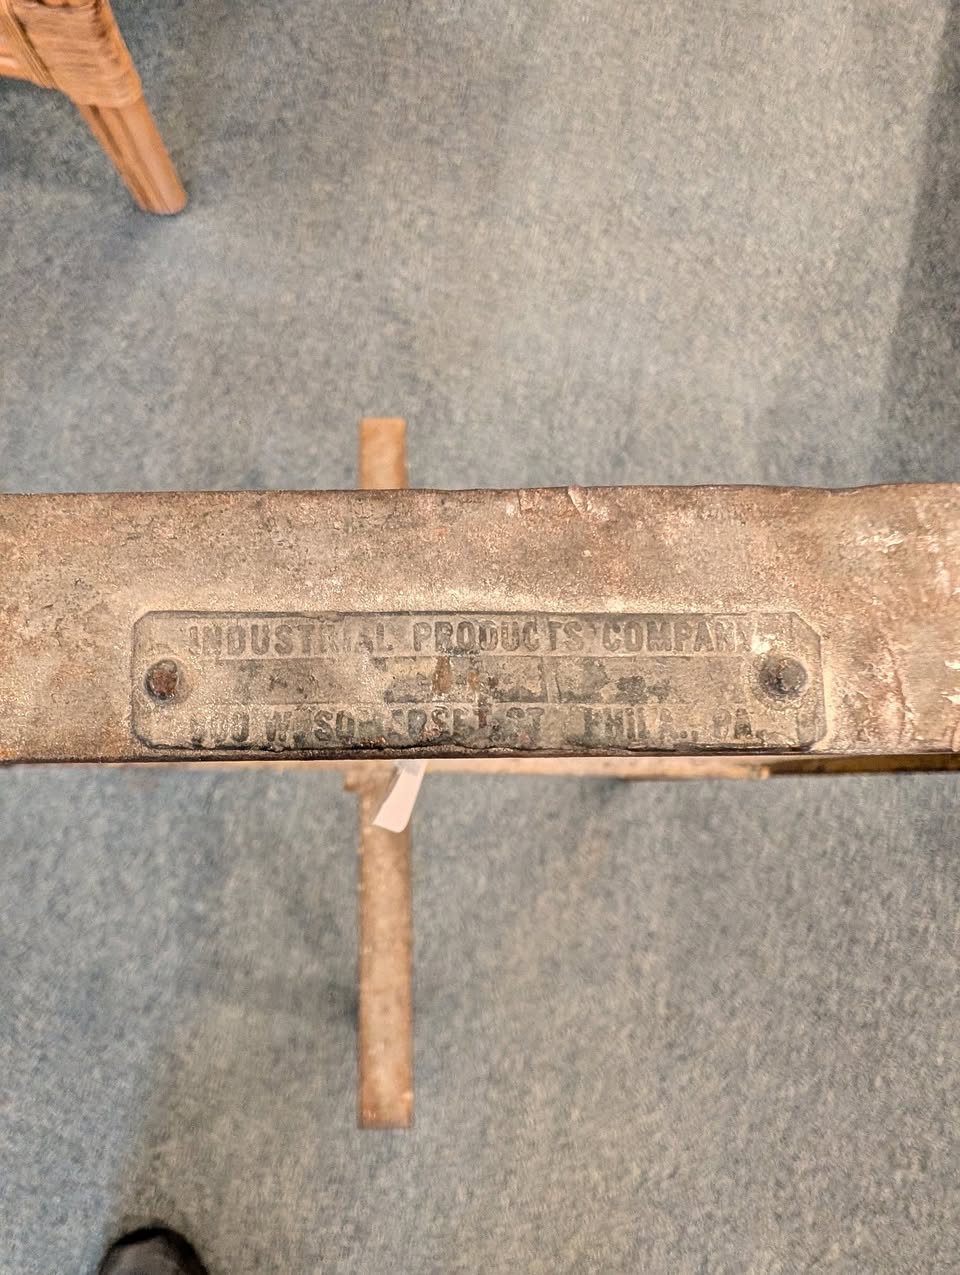 INDUSTRIAL PRODUCTS COMPANY
W. SOMERSET ST. PHILA., PA.